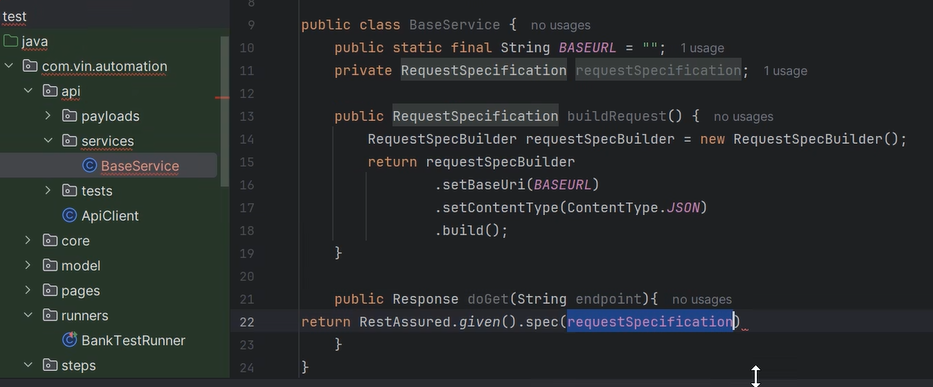 test
java
com.vin.automation
api
payloads
services
BaseService
tests
ApiClient
core
model
pages
runners
BankTestRunner
steps
8
9 public class BaseService { no usages
10 public static final String BASEURL = ""; 1 usage
11 private RequestSpecification requestSpecification; 1 usage
12
13 public RequestSpecification buildRequest() { no usages
14 RequestSpecBuilder requestSpecBuilder = new RequestSpecBuilder();
15 return requestSpecBuilder
16 .setBaseUri(BASEURL)
17 .setContentType(ContentType.JSON)
18 .build();
19 }
20
21 public Response doGet(String endpoint){ no usages
22 return RestAssured.given().spec(requestSpecification)
23 }
24 }